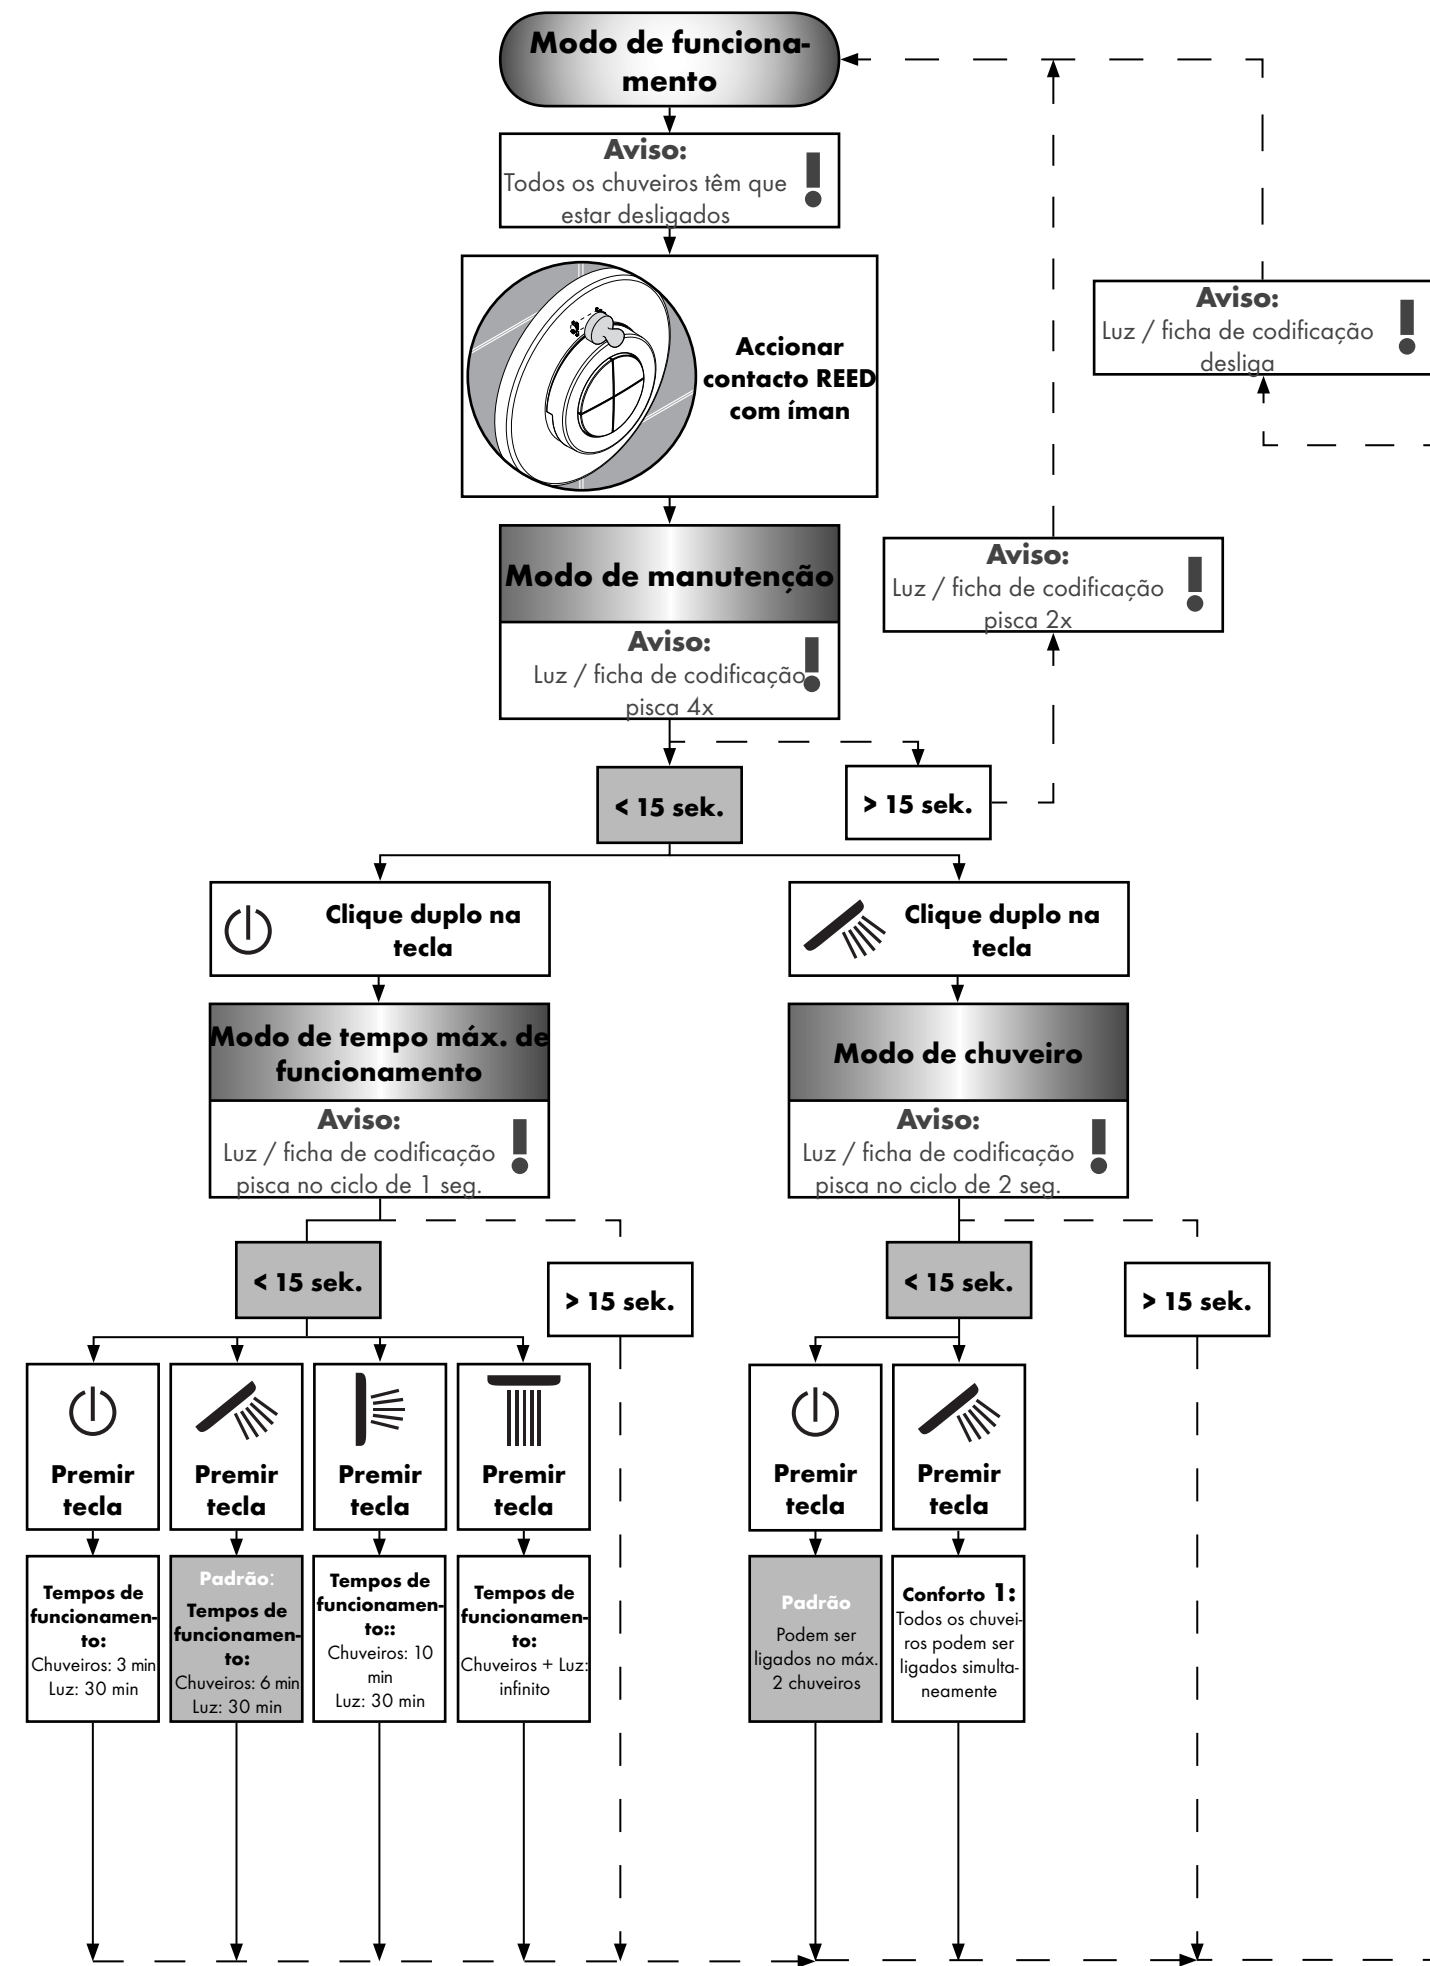 Modo de funciona-
mento
Aviso:
Todos os chuveiros têm que
estar desligados
Accionar
contacto REED
com íman
Aviso:
Luz / ficha de codificação
desliga
Modo de manutenção
Aviso:
Luz / ficha de codificação
pisca 4x
Aviso:
Luz / ficha de codificação
pisca 2x
< 15 sek.
> 15 sek.
Clique duplo na
tecla
Clique duplo na
tecla
Modo de tempo máx. de
funcionamento
Aviso:
Luz / ficha de codificação
pisca no ciclo de 1 seg.
Modo de chuveiro
Aviso:
Luz / ficha de codificação
pisca no ciclo de 2 seg.
< 15 sek.
> 15 sek.
< 15 sek.
> 15 sek.
Premir
tecla
Premir
tecla
Premir
tecla
Premir
tecla
Premir
tecla
Premir
tecla
Tempos de
funcionamen-
to:
Chuveiros: 3 min
Luz: 30 min
Padrão:
Tempos de
funcionamen-
to:
Chuveiros: 6 min
Luz: 30 min
Tempos de
funcionamen-
to::
Chuveiros: 10
min
Luz: 30 min
Tempos de
funcionamen-
to:
Chuveiros + Luz:
infinito
Padrão
Podem ser
ligados no máx.
2 chuveiros
Conforto 1:
Todos os chuvei-
ros podem ser
ligados simulta-
neamente